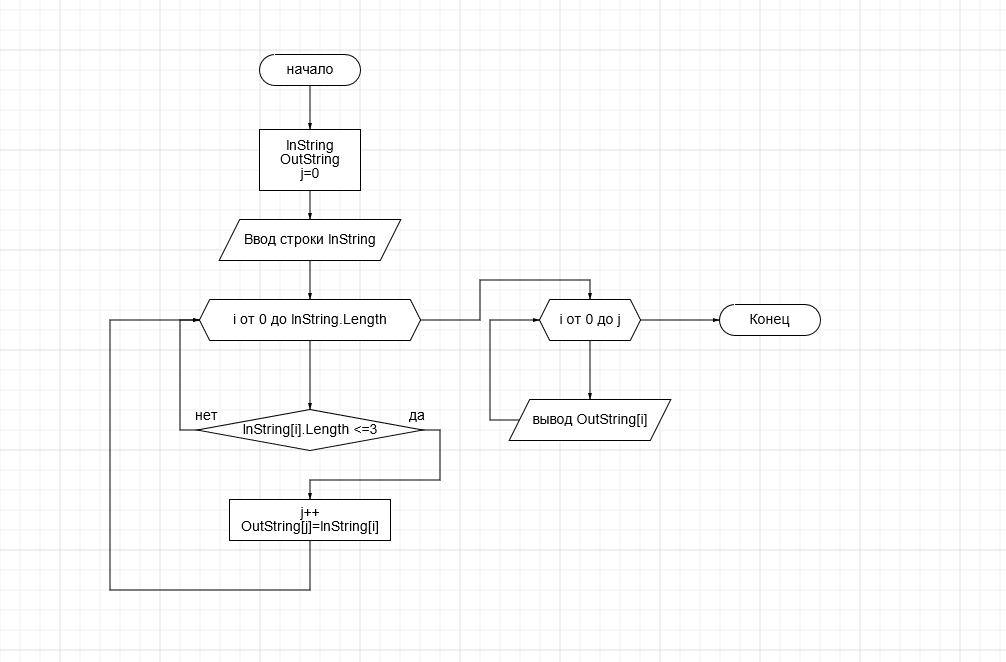 начало
InString
OutString
j=0
Ввод строки InString
i от 0 до InString.Length
нет
да
InString[i].Length <=3
j++
OutString[j]=InString[i]
i от 0 до j
вывод OutString[i]
Конец